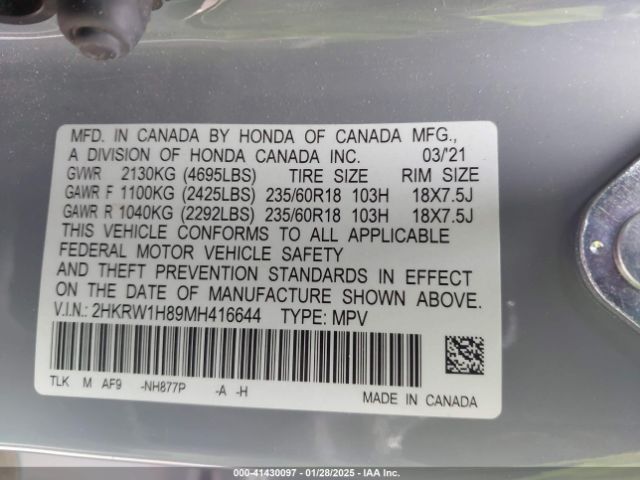 MFD. IN CANADA BY HONDA OF CANADA MFG.,
A DIVISION OF HONDA CANADA INC. 03/'21
GVWR 2130KG (4695LBS) TIRE SIZE RIM SIZE
GAWR F 1100KG (2425LBS) 235/60R18 103H 18X7.5J
GAWR R 1040KG (2292LBS) 235/60R18 103H 18X7.5J
THIS VEHICLE CONFORMS TO ALL APPLICABLE
FEDERAL MOTOR VEHICLE SAFETY
AND THEFT PREVENTION STANDARDS IN EFFECT
ON THE DATE OF MANUFACTURE SHOWN ABOVE.
V.I.N.: 2HKRW1H89MH416644 TYPE: MPV
TLK M AF9 -NH877P -A -H
MADE IN CANADA
000-41430097 - 01/28/2025 - IAA Inc.